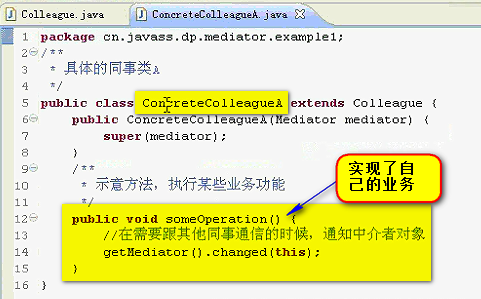 Colleague.java
ConcreteColleagueA.java
1 package cn.javass.dp.mediator.example1;
2 /**
3 * 具体的同事类A
4 */
5 public class ConcreteColleagueA extends Colleague {
6 public ConcreteColleagueA(Mediator mediator) {
7 super(mediator);
8 }
9 /**
10 * 示意方法，执行某些业务功能
11 */
12 public void someOperation() {
13 //在需要跟其他同事通信的时候，通知中介者对象
14 getMediator().changed(this);
15 }
16 }
实现了自
己的业务